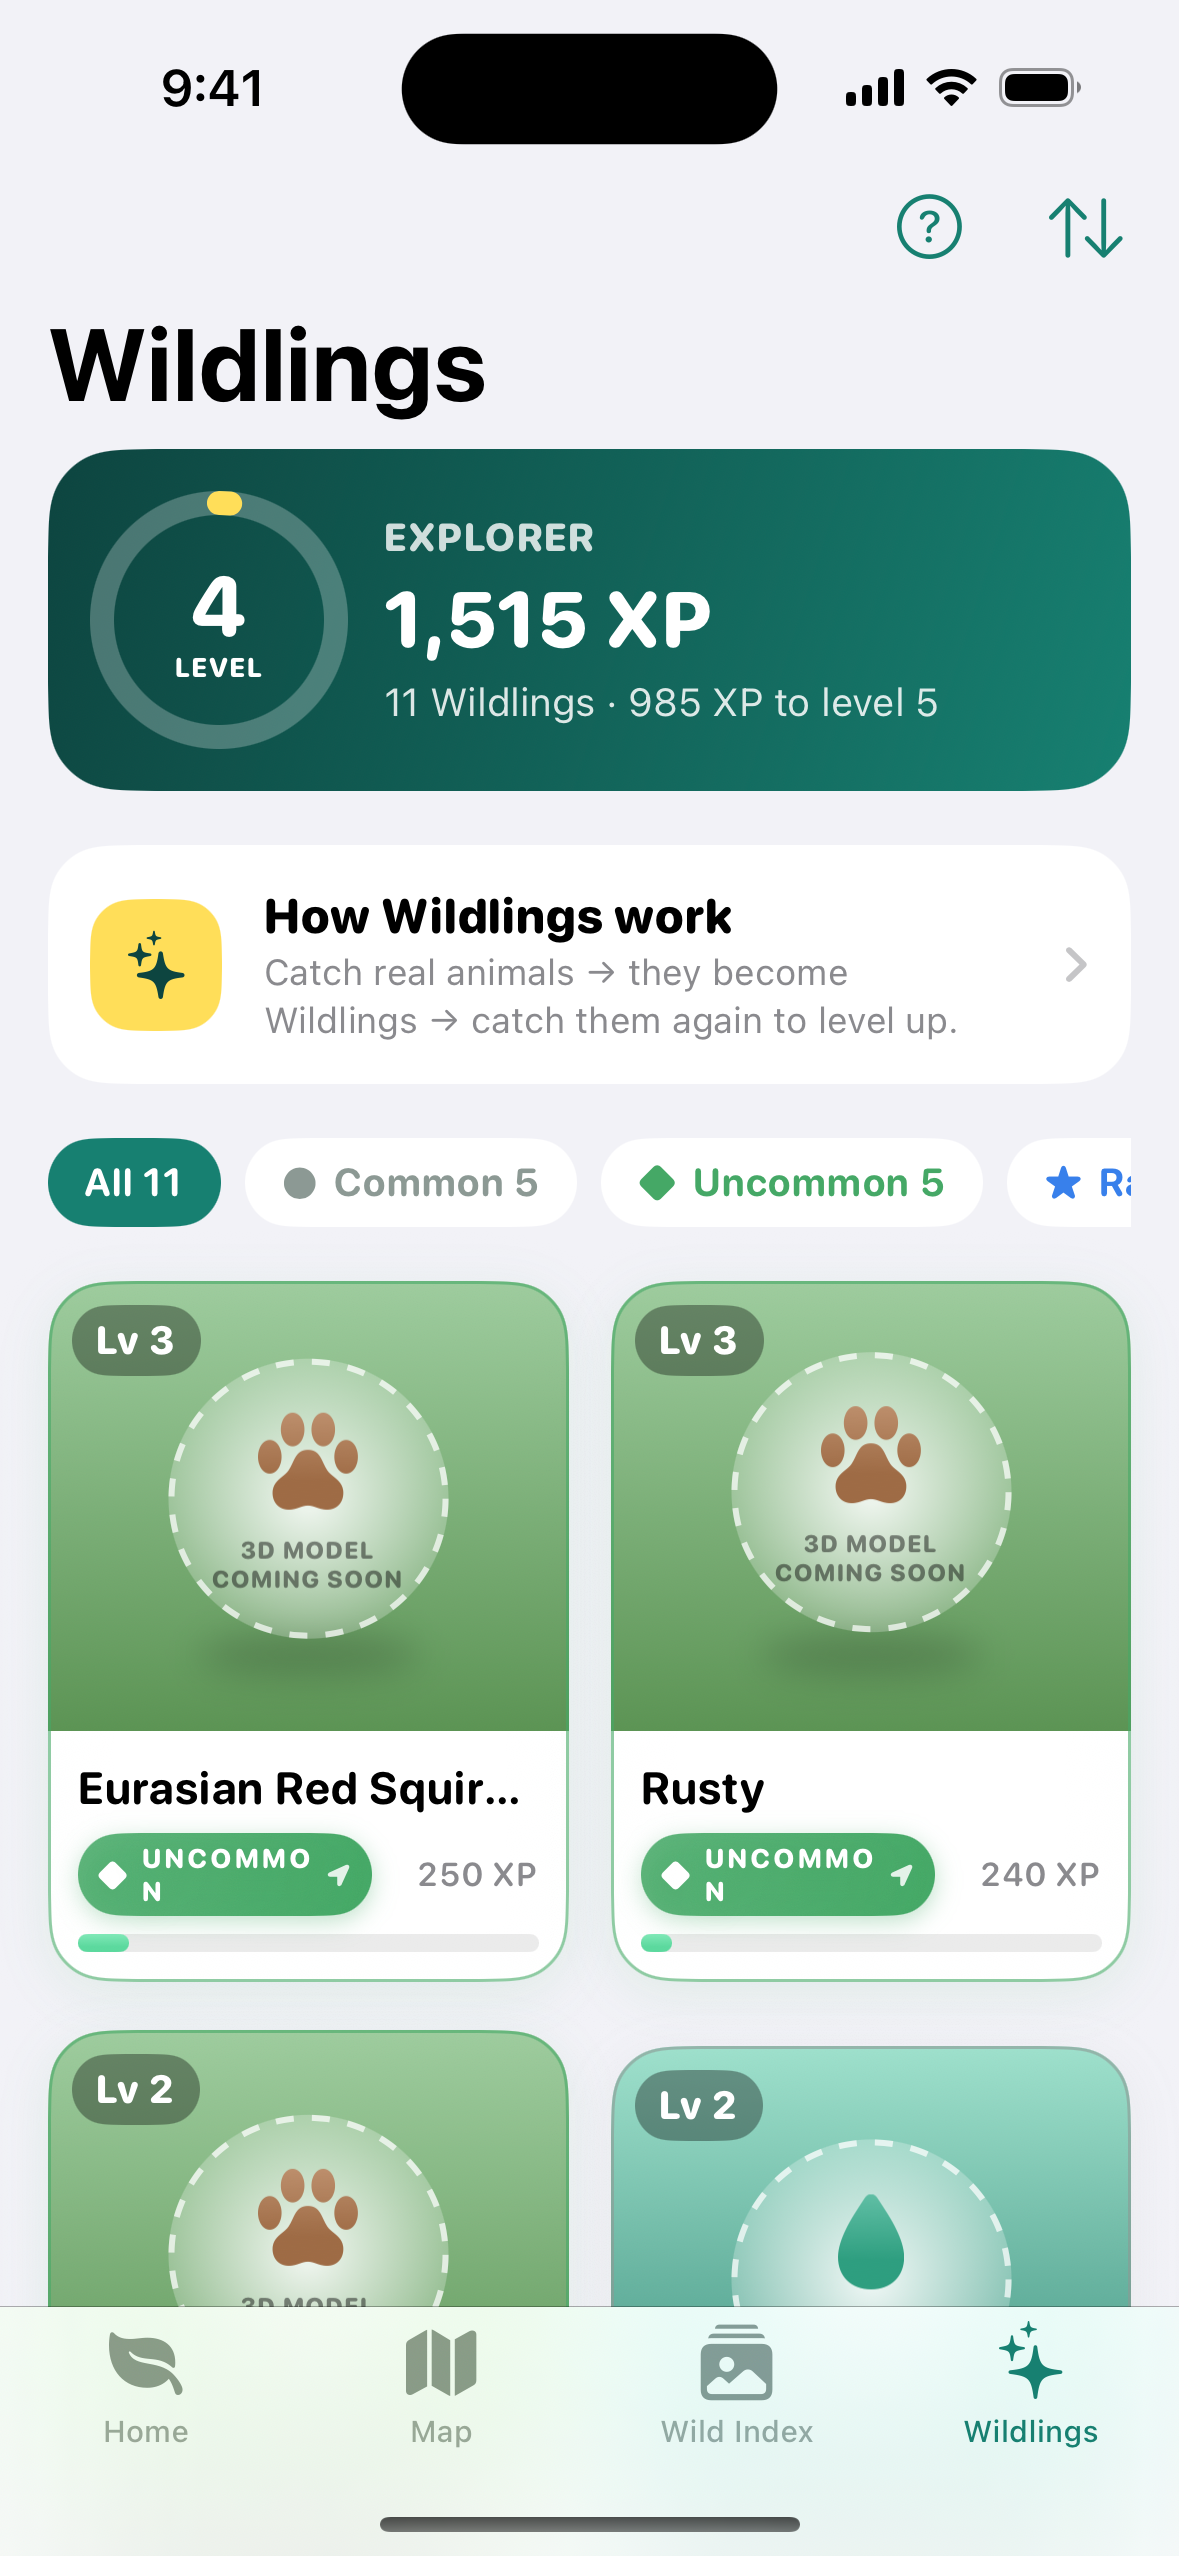 9:41
?
Wildlings
4
LEVEL
EXPLORER
1,515 XP
11 Wildlings · 985 XP to level 5
How Wildlings work
Catch real animals → they become
Wildlings → catch them again to level up.
All 11
Common 5
Uncommon 5
Lv 3
3D MODEL
COMING SOON
Eurasian Red Squir...
UNCOMMO
N
250 XP
Lv 3
3D MODEL
COMING SOON
Rusty
UNCOMMO
N
240 XP
Lv 2
3D MODEL
Lv 2
Home
Map
Wild Index
Wildlings